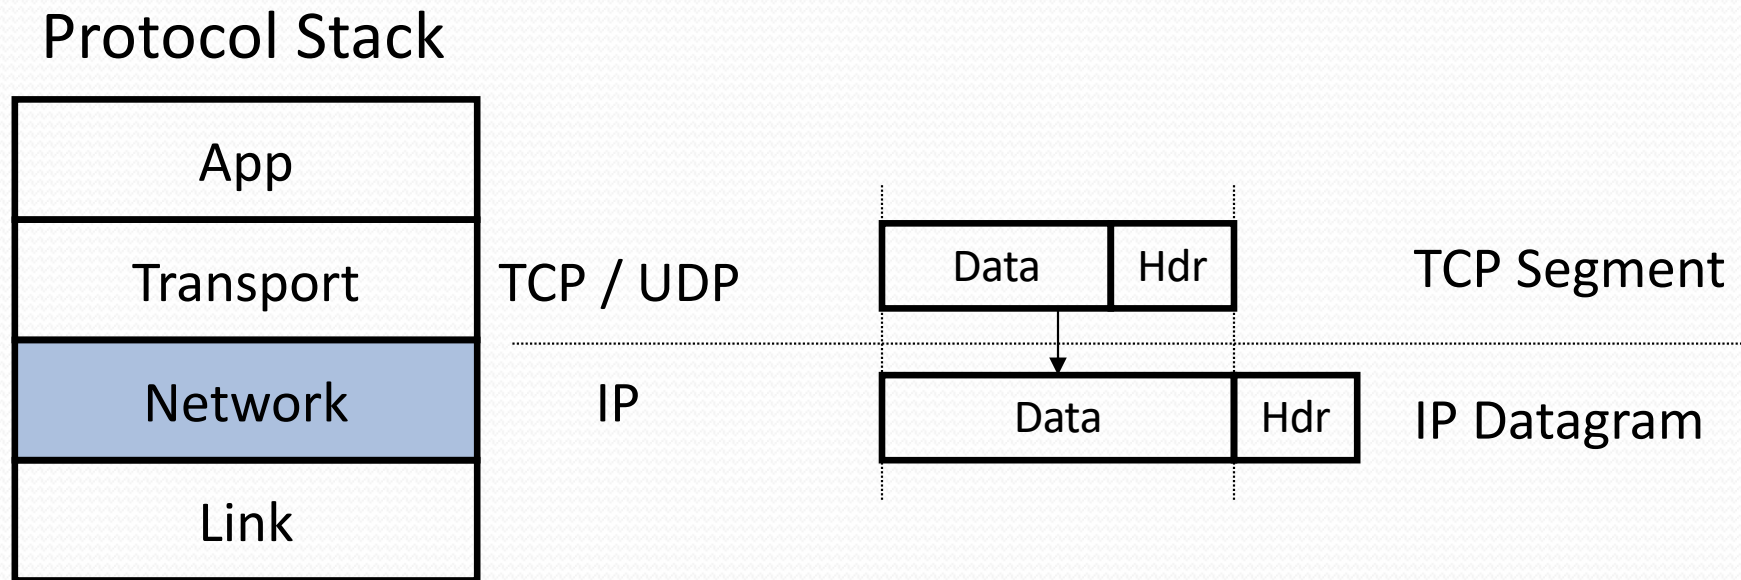 Protocol Stack
App
Transport
TCP / UDP
Data
Hdr
TCP Segment
Network
IP
Data
Hdr
IP Datagram
Link